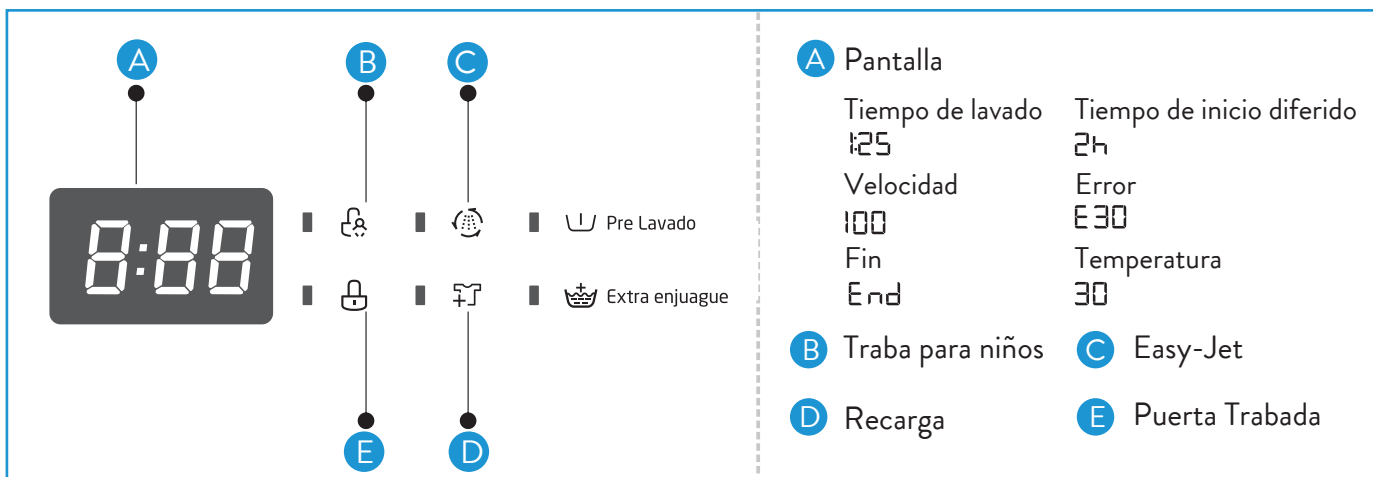 A
B
C
8:88
Pre Lavado
Extra enjuague
E
D
A Pantalla
Tiempo de lavado Tiempo de inicio diferido
1:25 2h
Velocidad Error
100 E30
Fin Temperatura
End 30
B Traba para niños C Easy-Jet
D Recarga E Puerta Trabada